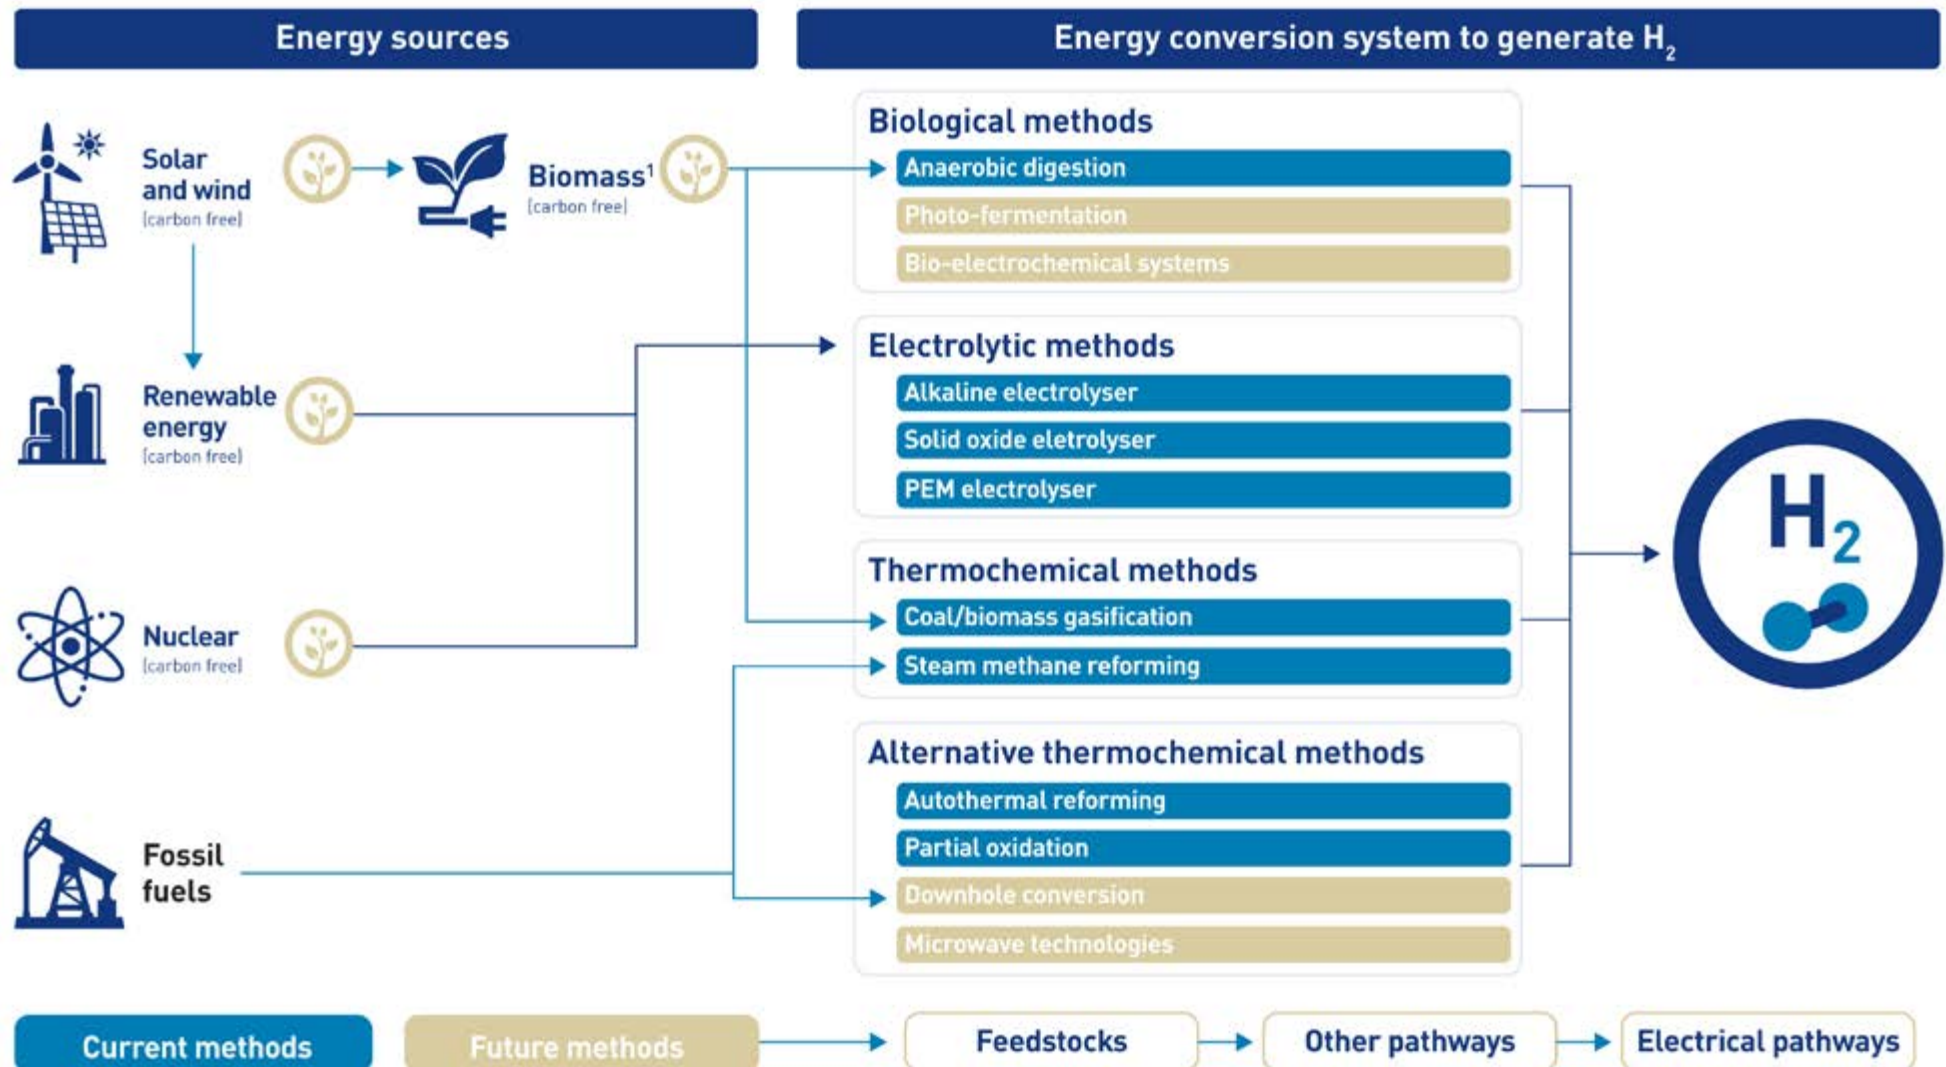 Energy sources
Energy conversion system to generate H₂
Solar
and wind
(carbon free)
Biomass¹
(carbon free)
Renewable
energy
(carbon free)
Nuclear
(carbon free)
Fossil
fuels
Biological methods
Anaerobic digestion
Photo-fermentation
Bio-electrochemical systems
Electrolytic methods
Alkaline electrolyser
Solid oxide eletrolyser
PEM electrolyser
Thermochemical methods
Coal/biomass gasification
Steam methane reforming
Alternative thermochemical methods
Autothermal reforming
Partial oxidation
Downhole conversion
Microwave technologies
H₂
Current methods
Future methods
Feedstocks
Other pathways
Electrical pathways